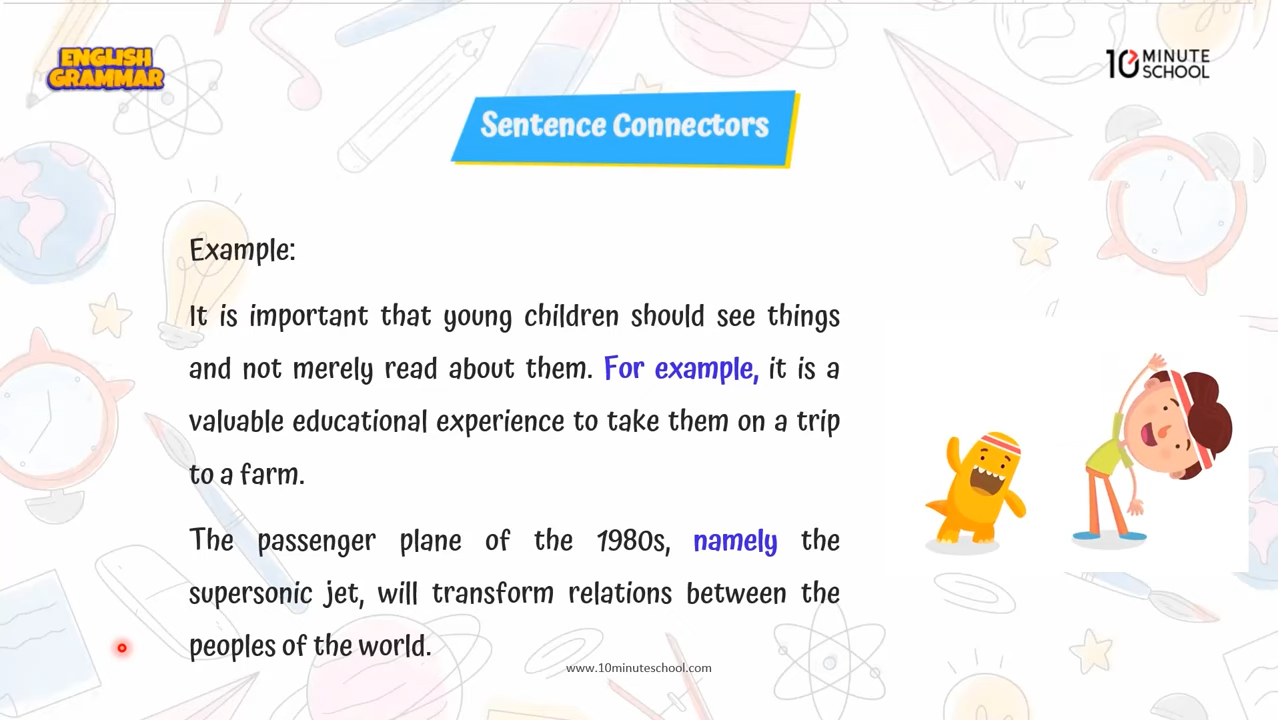 ENGLISH
GRAMMAR
10 MINUTE
SCHOOL
Sentence Connectors
Example:
It is important that young children should see things
and not merely read about them. For example, it is a
valuable educational experience to take them on a trip
to a farm.
The passenger plane of the 1980s, namely the
supersonic jet, will transform relations between the
peoples of the world.
www.10minuteschool.com